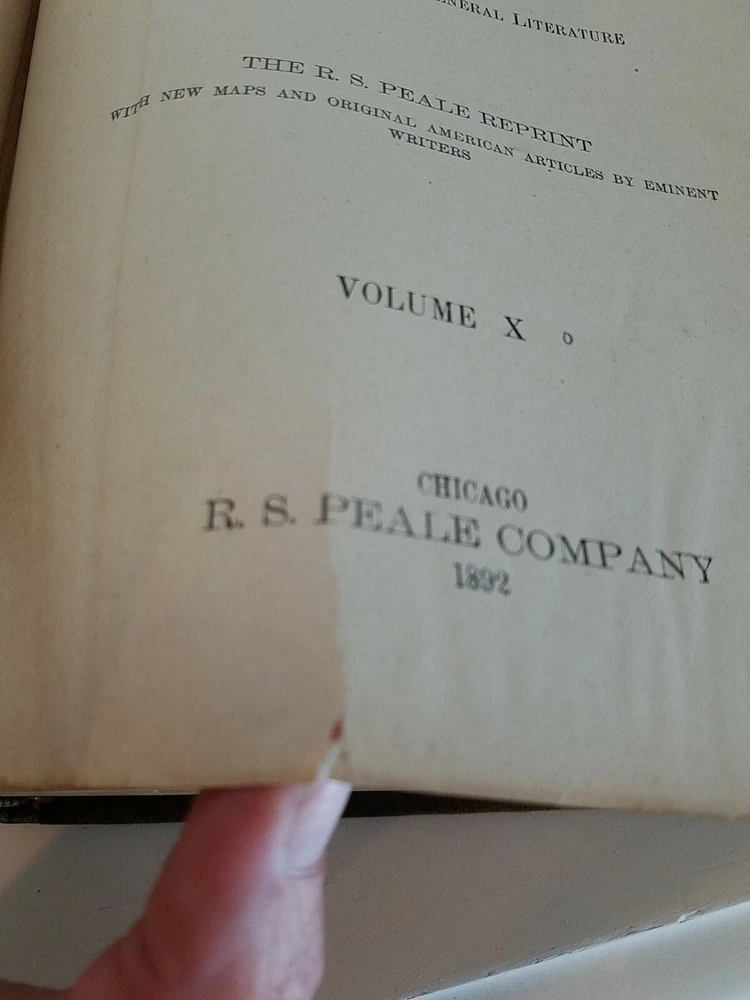 GENERAL LITERATURE
THE R. S. PEALE REPRINT
WITH NEW MAPS AND ORIGINAL AMERICAN ARTICLES BY EMINENT
WRITERS
VOLUME X
CHICAGO
R. S. PEALE COMPANY
1892